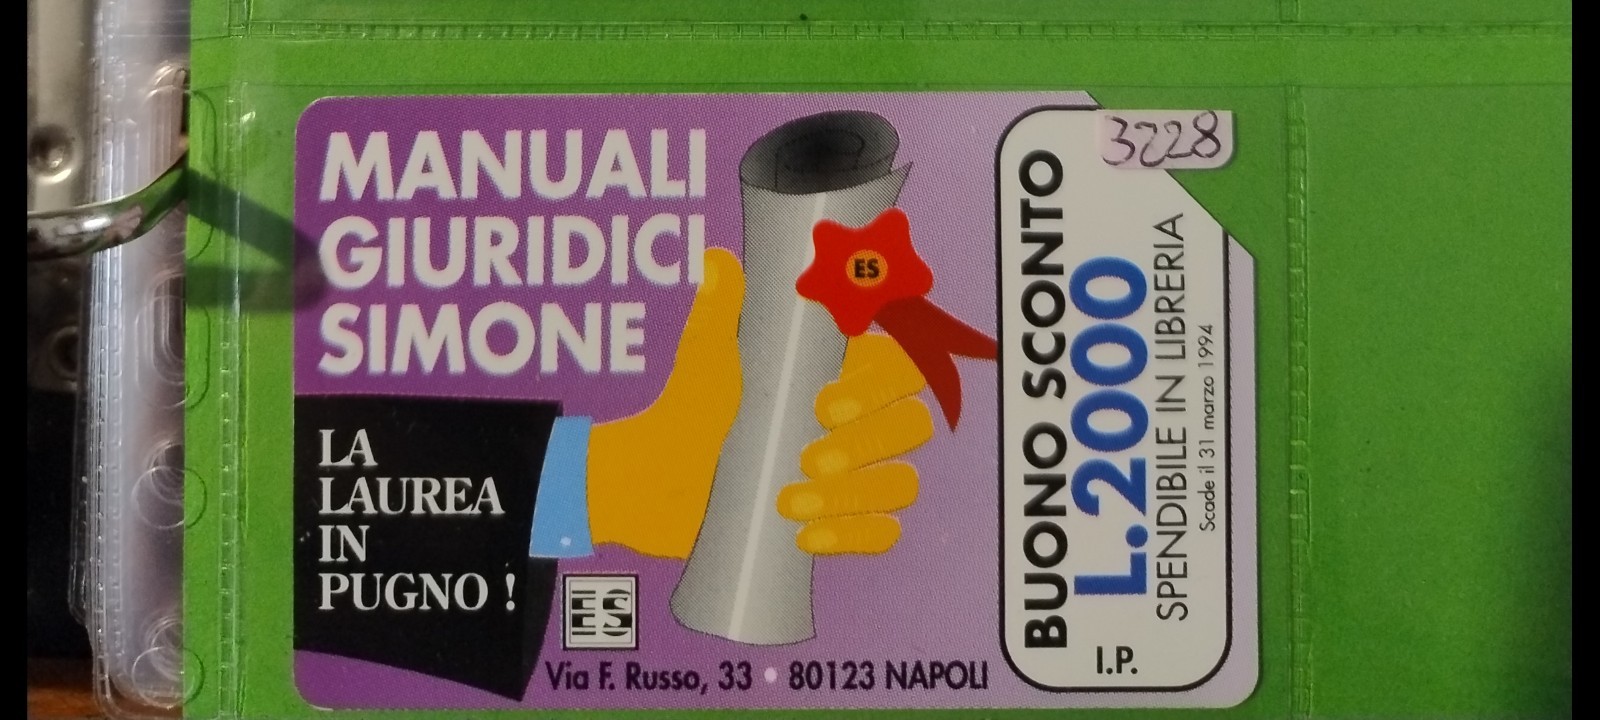 MANUALI
GIURIDICI
SIMONE
LA
LAUREA
IN
PUGNO !
ES
Via F. Russo, 33 • 80123 NAPOLI
3228
BUONO SCONTO
L.2000
SPENDIBILE IN LIBRERIA
Scade il 31 marzo 1994
I.P.